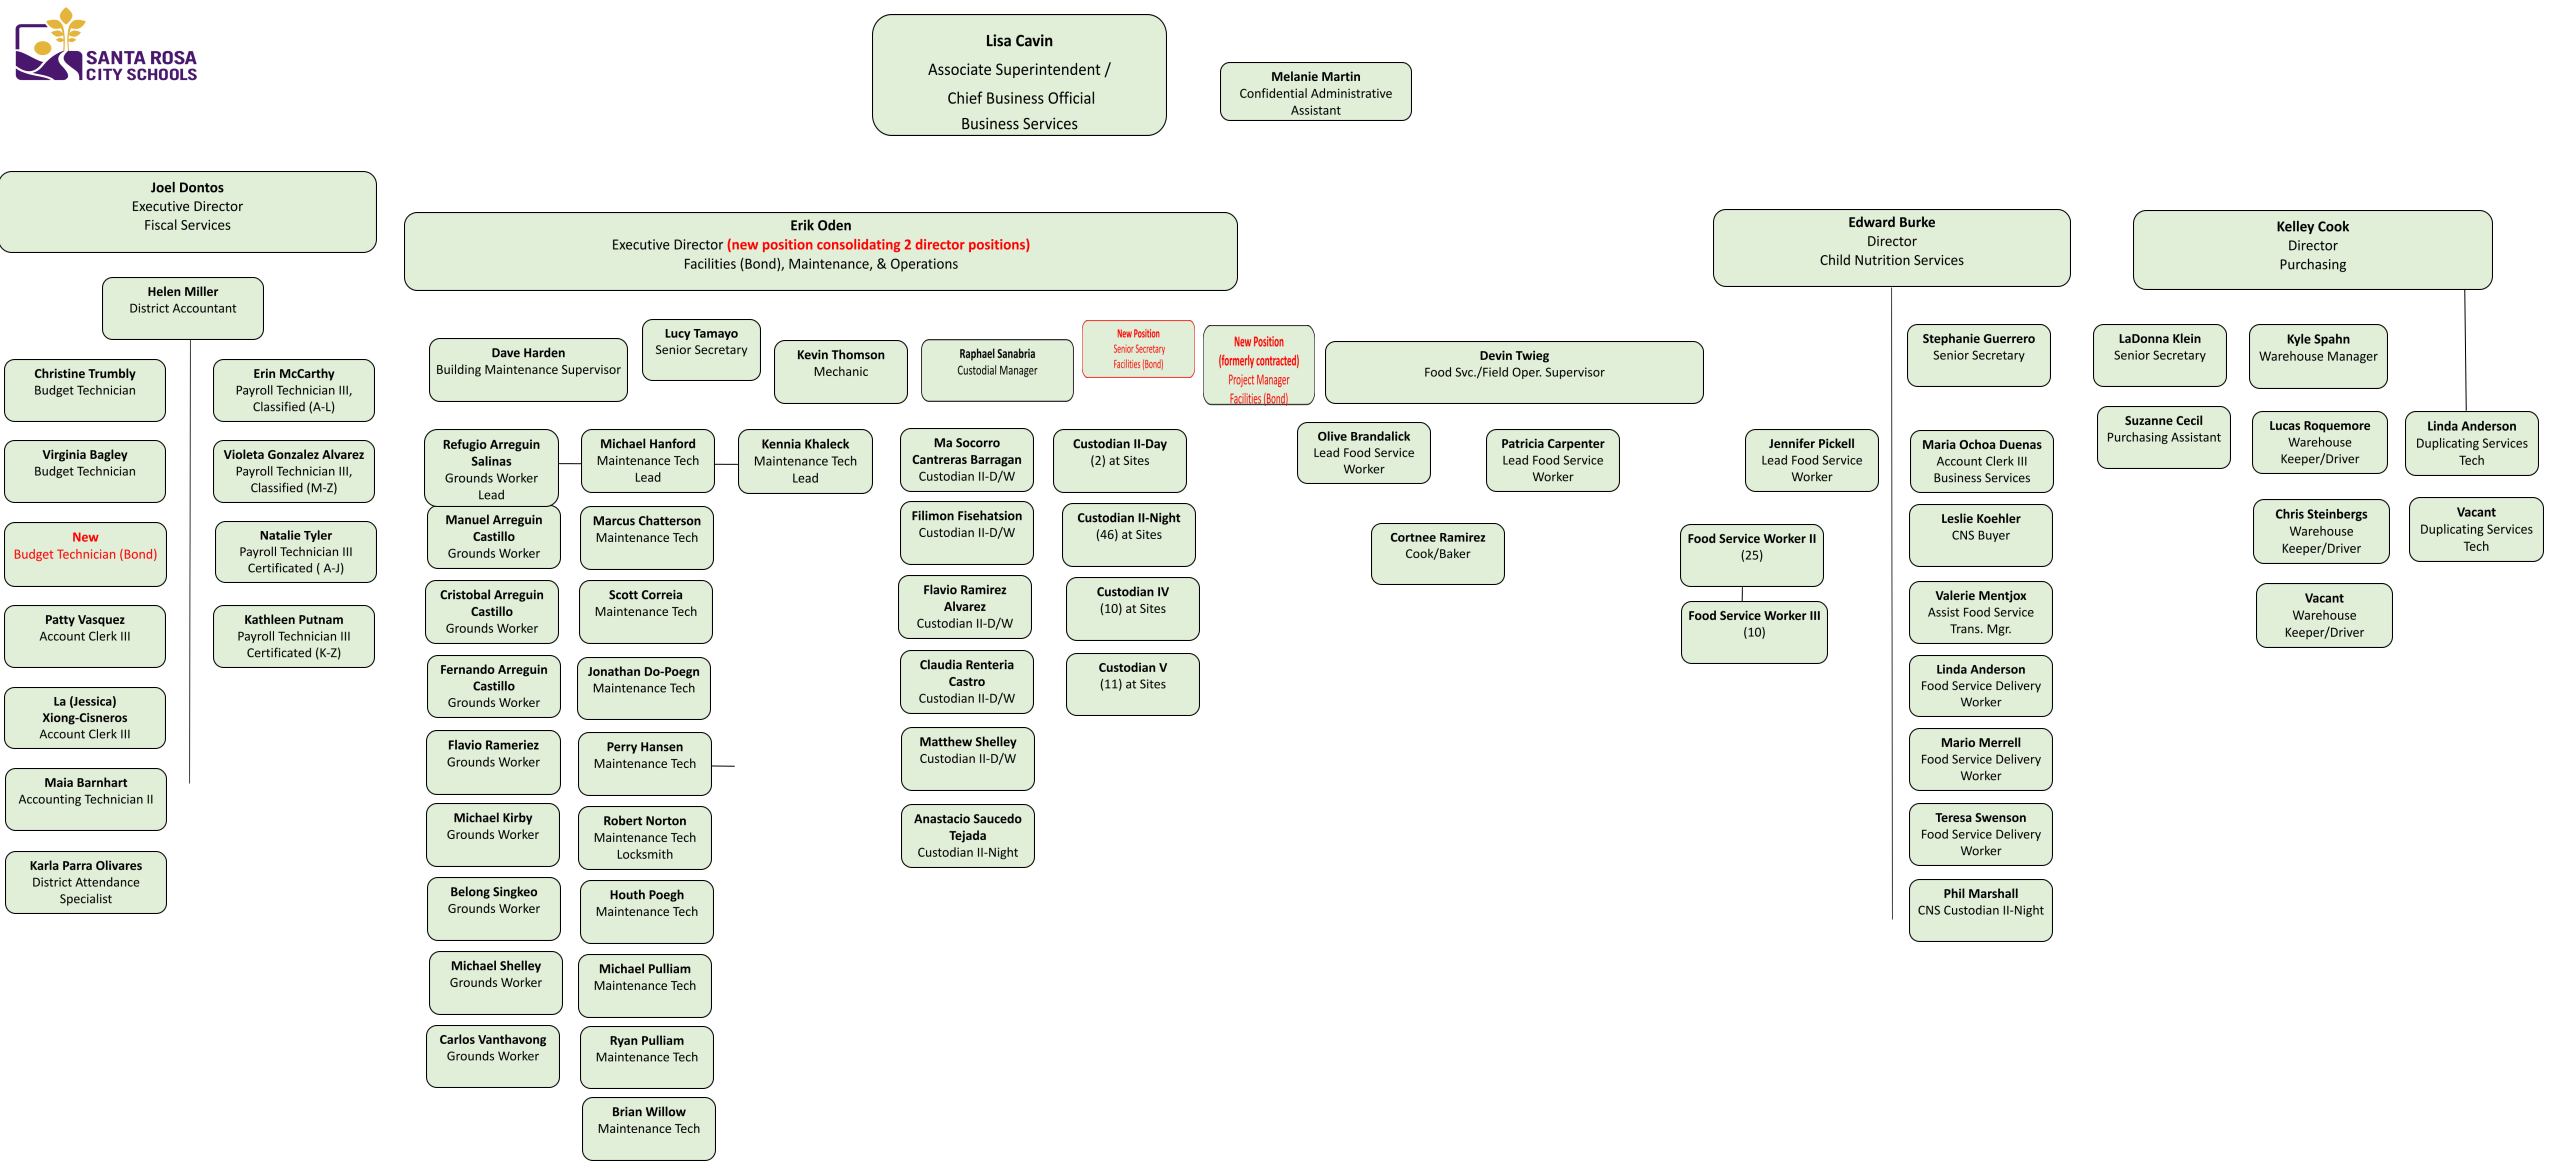 SANTA ROSA
CITY SCHOOLS
Lisa Cavin
Associate Superintendent /
Chief Business Official
Business Services
Melanie Martin
Confidential Administrative
Assistant
Joel Dontos
Executive Director
Fiscal Services
Helen Miller
District Accountant
Christine Trumbly
Budget Technician
Virginia Bagley
Budget Technician
New
Budget Technician (Bond)
Patty Vasquez
Account Clerk III
La (Jessica)
Xiong-Cisneros
Account Clerk III
Maia Barnhart
Accounting Technician II
Karla Parra Olivares
District Attendance
Specialist
Erin McCarthy
Payroll Technician III,
Classified (A-L)
Violeta Gonzalez Alvarez
Payroll Technician III,
Classified (M-Z)
Natalie Tyler
Payroll Technician III
Certificated ( A-J)
Kathleen Putnam
Payroll Technician III
Certificated (K-Z)
Erik Oden
Executive Director (new position consolidating 2 director positions)
Facilities (Bond), Maintenance, & Operations
Dave Harden
Building Maintenance Supervisor
Lucy Tamayo
Senior Secretary
Kevin Thomson
Mechanic
Raphael Sanabria
Custodial Manager
New Position
Senior Secretary
Facilities (Bond)
New Position
(formerly contracted)
Project Manager
Facilities (Bond)
Devin Twieg
Food Svc./Field Oper. Supervisor
Refugio Arreguin
Salinas
Grounds Worker
Lead
Manuel Arreguin
Castillo
Grounds Worker
Cristobal Arreguin
Castillo
Grounds Worker
Fernando Arreguin
Castillo
Grounds Worker
Flavio Rameriez
Grounds Worker
Michael Kirby
Grounds Worker
Belong Singkeo
Grounds Worker
Michael Shelley
Grounds Worker
Carlos Vanthavong
Grounds Worker
Michael Hanford
Maintenance Tech
Lead
Marcus Chatterson
Maintenance Tech
Scott Correia
Maintenance Tech
Jonathan Do-Poegn
Maintenance Tech
Perry Hansen
Maintenance Tech
Robert Norton
Maintenance Tech
Locksmith
Houth Poegh
Maintenance Tech
Michael Pulliam
Maintenance Tech
Ryan Pulliam
Maintenance Tech
Brian Willow
Maintenance Tech
Kennia Khaleck
Maintenance Tech
Lead
Ma Socorro
Cantreras Barragan
Custodian II-D/W
Filimon Fisehatsion
Custodian II-D/W
Flavio Ramirez
Alvarez
Custodian II-D/W
Claudia Renteria
Castro
Custodian II-D/W
Matthew Shelley
Custodian II-D/W
Anastacio Saucedo
Tejada
Custodian II-Night
Custodian II-Day
(2) at Sites
Custodian II-Night
(46) at Sites
Custodian IV
(10) at Sites
Custodian V
(11) at Sites
Olive Brandalick
Lead Food Service
Worker
Patricia Carpenter
Lead Food Service
Worker
Cortnee Ramirez
Cook/Baker
Jennifer Pickell
Lead Food Service
Worker
Food Service Worker II
(25)
Food Service Worker III
(10)
Edward Burke
Director
Child Nutrition Services
Stephanie Guerrero
Senior Secretary
Maria Ochoa Duenas
Account Clerk III
Business Services
Leslie Koehler
CNS Buyer
Valerie Mentjox
Assist Food Service
Trans. Mgr.
Linda Anderson
Food Service Delivery
Worker
Mario Merrell
Food Service Delivery
Worker
Teresa Swenson
Food Service Delivery
Worker
Phil Marshall
CNS Custodian II-Night
Kelley Cook
Director
Purchasing
LaDonna Klein
Senior Secretary
Suzanne Cecil
Purchasing Assistant
Kyle Spahn
Warehouse Manager
Lucas Roquemore
Warehouse
Keeper/Driver
Chris Steinbergs
Warehouse
Keeper/Driver
Vacant
Warehouse
Keeper/Driver
Linda Anderson
Duplicating Services
Tech
Vacant
Duplicating Services
Tech